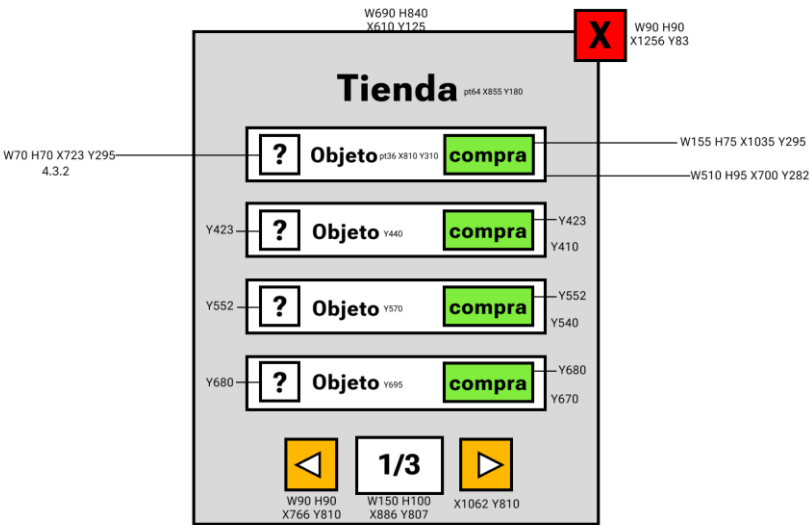 W690 H840
X610 Y125
X
W90 H90
X1256 Y83
Tienda pt64 X855 Y180
W70 H70 X723 Y295
4.3.2
? Objeto pt36 X810 Y310 compra
W155 H75 X1035 Y295
W510 H95 X700 Y282
Y423 ? Objeto Y440 compra Y423
Y410
Y552 ? Objeto Y570 compra Y552
Y540
Y680 ? Objeto Y695 compra Y680
Y670
1/3
W90 H90
X766 Y810
W150 H100
X886 Y807
X1062 Y810